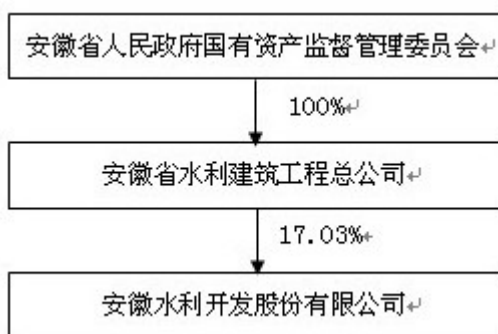 安徽省人民政府国有资产监督管理委员会
100%
安徽省水利建筑工程总公司
17.03%
安徽水利开发股份有限公司